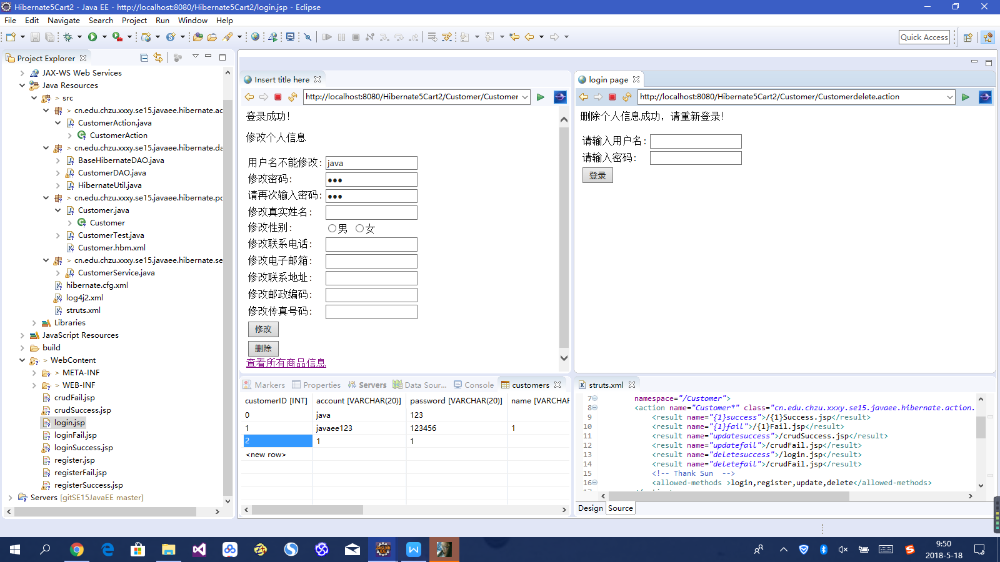 Hibernate5Cart2 - Java EE - http://localhost:8080/Hibernate5Cart2/login.jsp - Eclipse
File Edit Navigate Search Project Run Window Help
Quick Access
Project Explorer
JAX-WS Web Services
Java Resources
> src
> cn.edu.chzu.xxxy.se15.javaee.hibernate.ac
CustomerAction.java
CustomerAction
> cn.edu.chzu.xxxy.se15.javaee.hibernate.da
BaseHibernateDAO.java
CustomerDAO.java
HibernateUtil.java
> cn.edu.chzu.xxxy.se15.javaee.hibernate.pc
Customer.java
Customer
CustomerTest.java
Customer.hbm.xml
> cn.edu.chzu.xxxy.se15.javaee.hibernate.se
CustomerService.java
hibernate.cfg.xml
log4j2.xml
struts.xml
Libraries
JavaScript Resources
build
> WebContent
> META-INF
> WEB-INF
crudFail.jsp
crudSuccess.jsp
login.jsp
loginFail.jsp
loginSuccess.jsp
register.jsp
registerFail.jsp
registerSuccess.jsp
Servers [gitSE15JavaEE master]
Insert title here
http://localhost:8080/Hibernate5Cart2/Customer/Customer
登录成功!
修改个人信息
用户名不能修改: java
修改密码: ●●●
请再次输入密码: ●●●
修改真实姓名:
修改性别: 男 女
修改联系电话:
修改电子邮箱:
修改联系地址:
修改邮政编码:
修改传真号码:
修改
删除
查看所有商品信息
login page
http://localhost:8080/Hibernate5Cart2/Customer/Customerdelete.action
删除个人信息成功，请重新登录!
请输入用户名:
请输入密码:
登录
Markers Properties Servers Data Sour... Console customers
customerID [INT] account [VARCHAR(20)] password [VARCHAR(20)] name [VARCHAR
0 java 123
1 javaee123 123456 1
2 1 1
<new row>
struts.xml
7 namespace="/Customer">
8 <action name="Customer*" class="cn.edu.chzu.xxxy.se15.javaee.hibernate.action.
9 <result name="{1}success">/{1}Success.jsp</result>
10 <result name="{1}fail">/{1}Fail.jsp</result>
11 <result name="updatesuccess">/crudSuccess.jsp</result>
12 <result name="updatefail">/crudFail.jsp</result>
13 <result name="deletesuccess">/login.jsp</result>
14 <result name="deletefail">/crudFail.jsp</result>
15 <!-- Thank Sun -->
16 <allowed-methods >login,register,update,delete</allowed-methods>
Design Source
9:50
2018-5-18